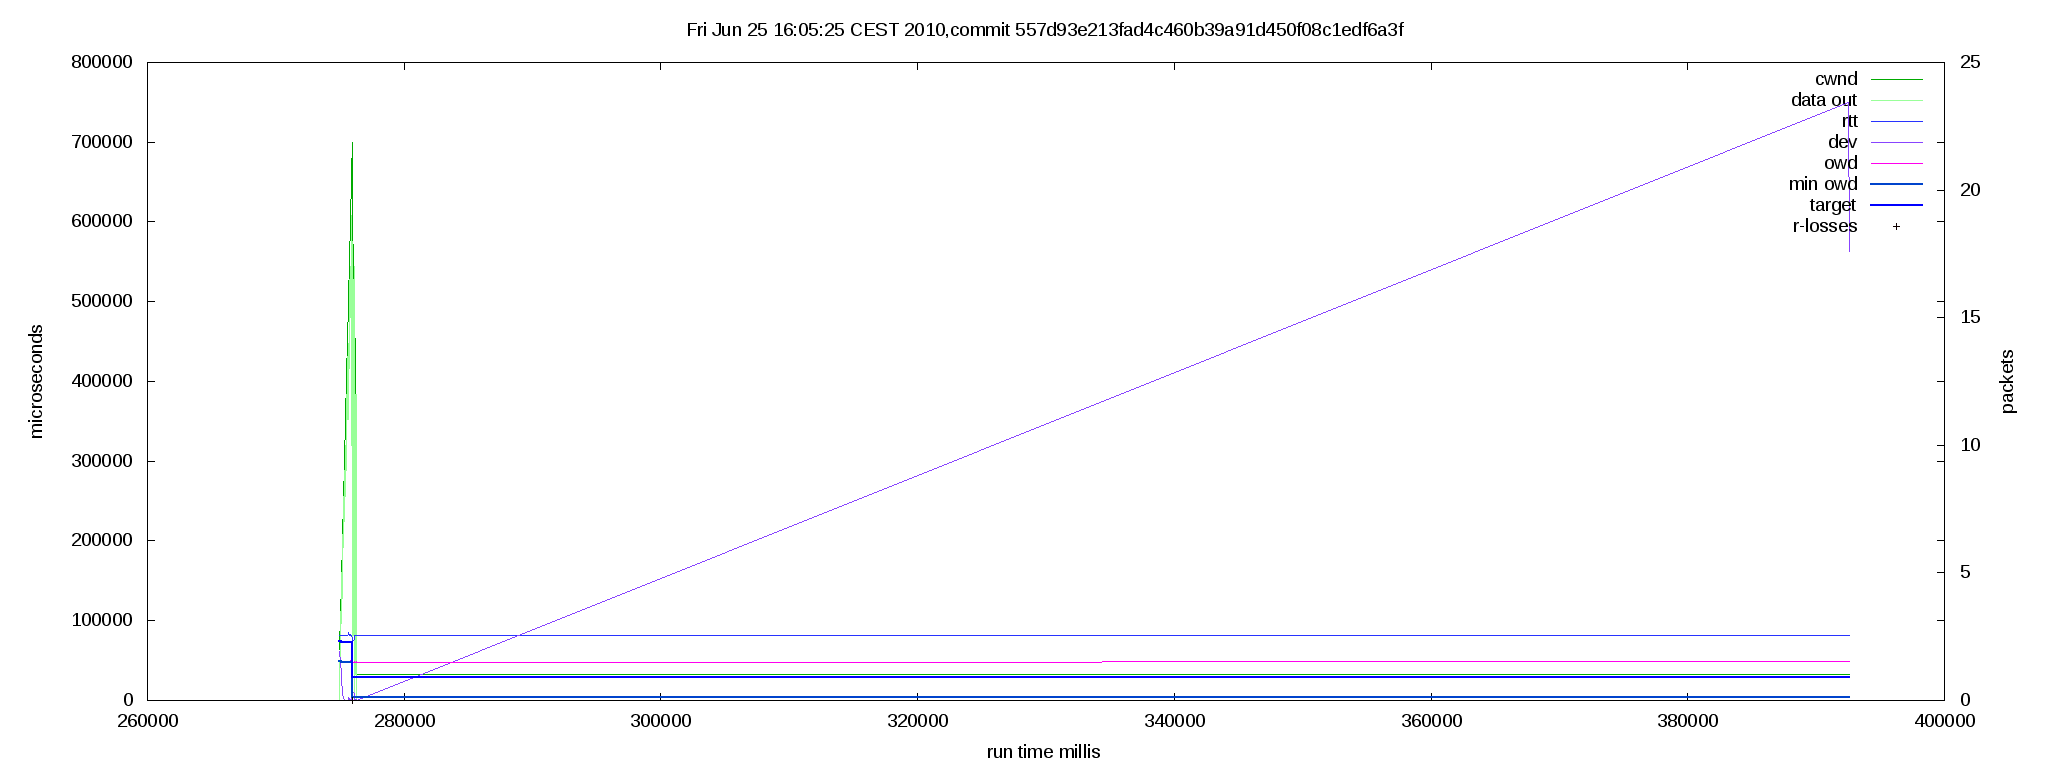 Fri Jun 25 16:05:25 CEST 2010,commit 557d93e213fad4c460b39a91d450f08c1edf6a3f
800000
700000
600000
500000
400000
300000
200000
100000
0
microseconds
25
20
15
10
5
0
packets
cwnd
data out
rtt
dev
owd
min owd
target
r-losses
260000 280000 300000 320000 340000 360000 380000 400000
run time millis